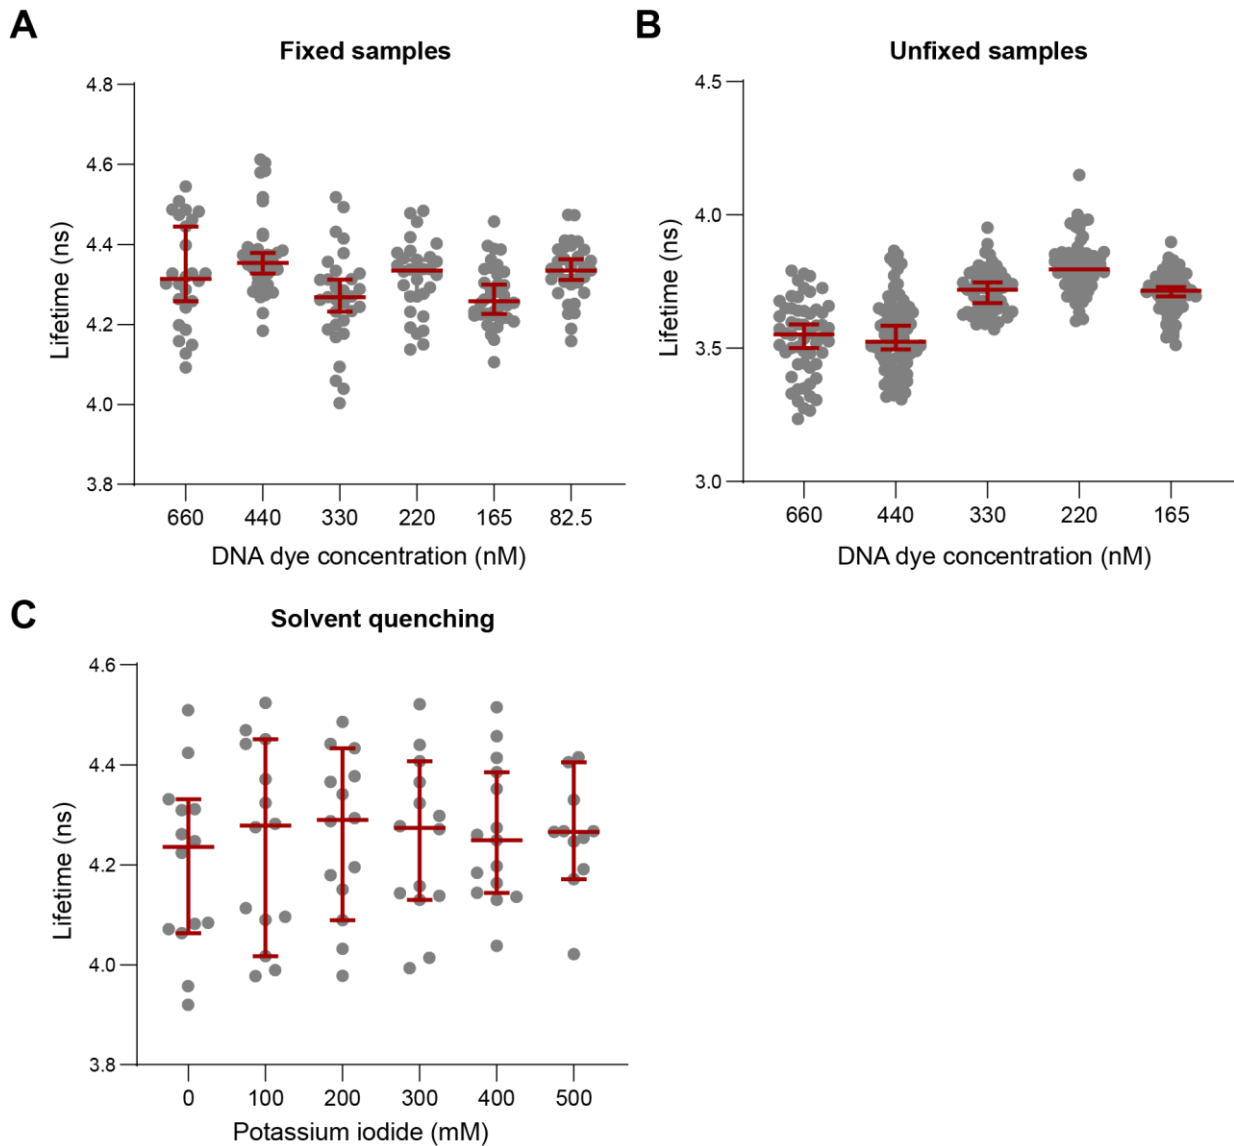 A
Fixed samples
Lifetime (ns)
4.8
4.6
4.4
4.2
4.0
3.8
660 440 330 220 165 82.5
DNA dye concentration (nM)
B
Unfixed samples
Lifetime (ns)
4.5
4.0
3.5
3.0
660 440 330 220 165
DNA dye concentration (nM)
C
Solvent quenching
Lifetime (ns)
4.6
4.4
4.2
4.0
3.8
0 100 200 300 400 500
Potassium iodide (mM)